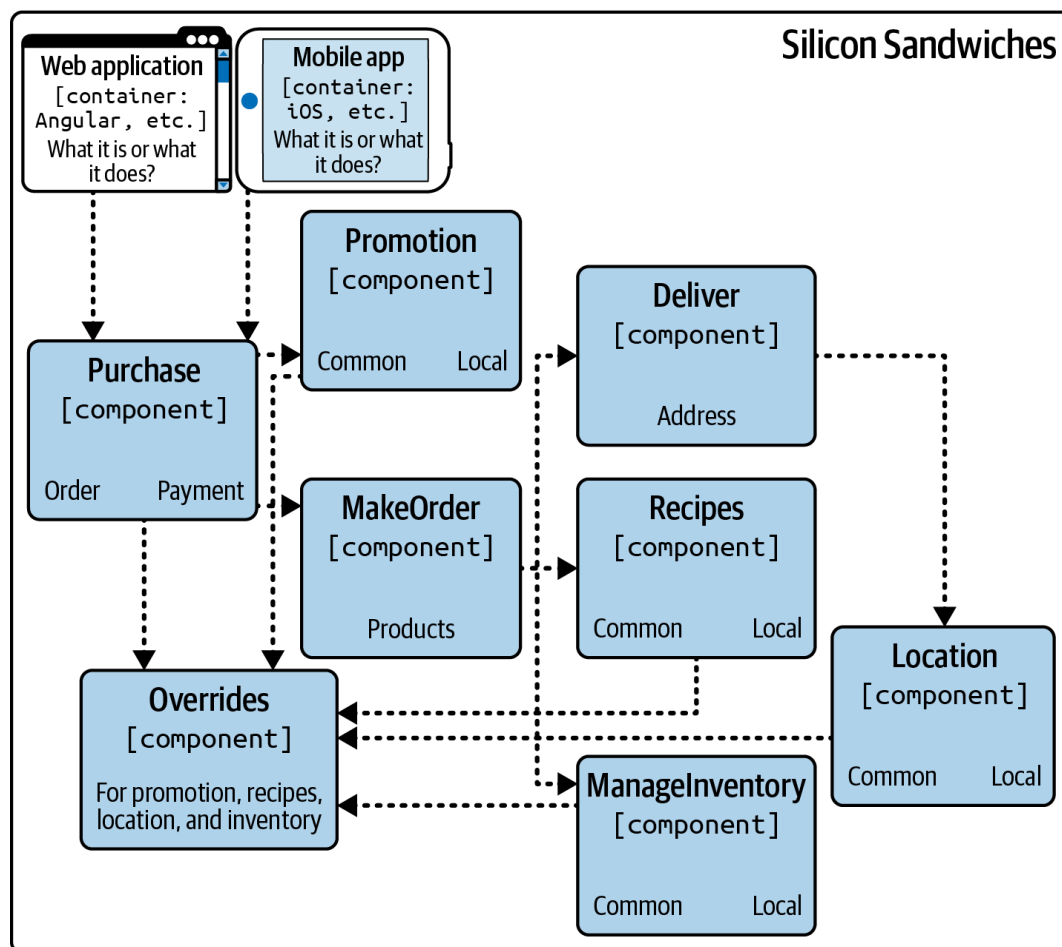 Silicon Sandwiches
Web application
[container:
Angular, etc.]
What it is or what
it does?
Mobile app
[container:
iOS, etc.]
What it is or what
it does?
Promotion
[component]
Common Local
Deliver
[component]
Address
Purchase
[component]
Order Payment
MakeOrder
[component]
Products
Recipes
[component]
Common Local
Location
[component]
Common Local
Overrides
[component]
For promotion, recipes,
location, and inventory
ManageInventory
[component]
Common Local